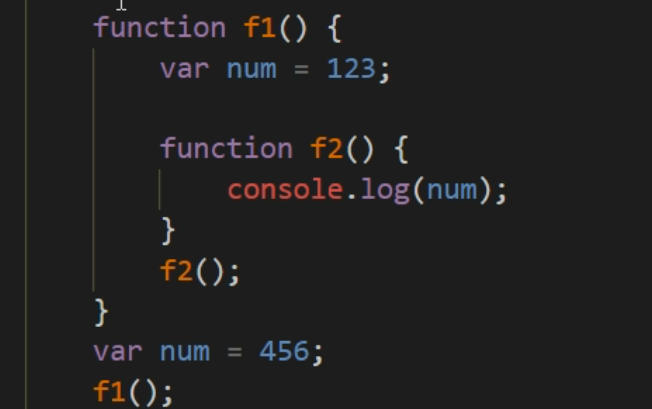 function f1() {
    var num = 123;
    function f2() {
        console.log(num);
    }
    f2();
}
var num = 456;
f1();